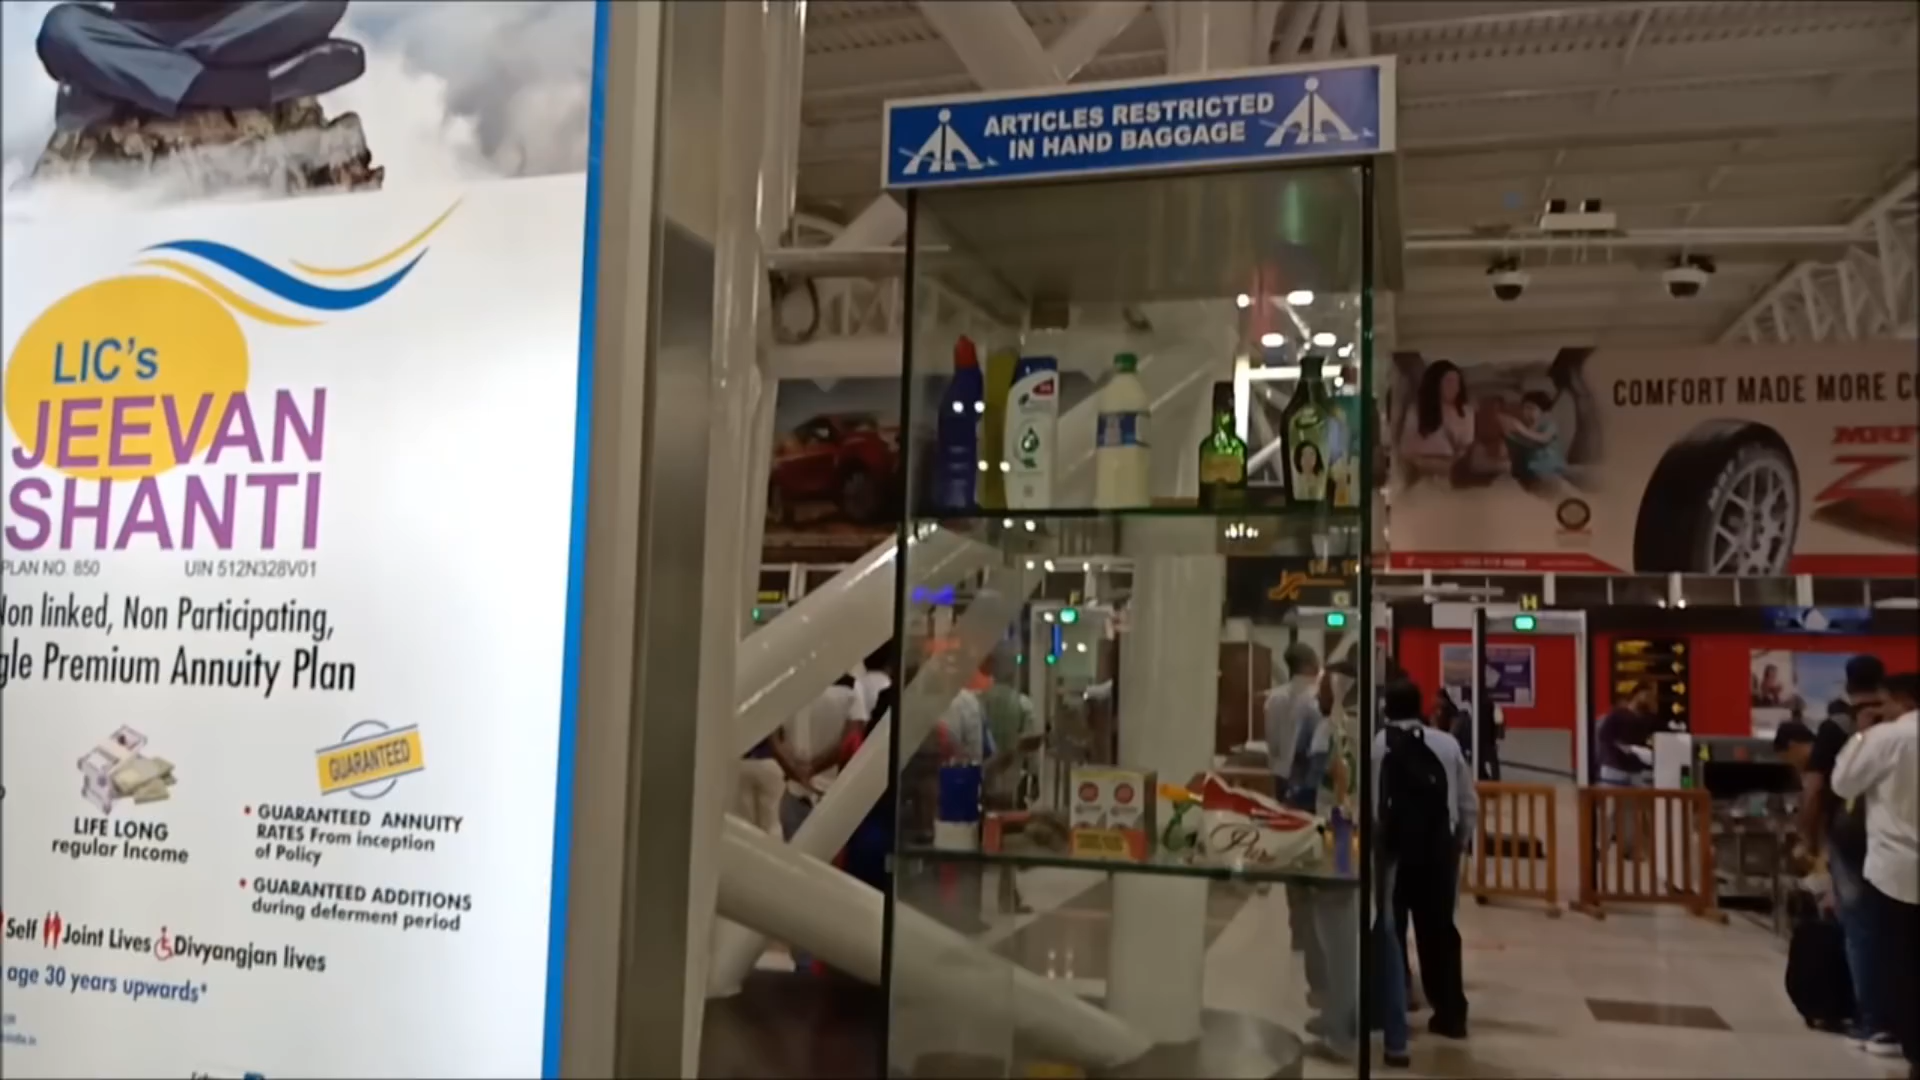 LIC's
JEEVAN
SHANTI
PLAN NO. 850 UIN 512N328V01
Non linked, Non Participating,
gle Premium Annuity Plan
LIFE LONG
regular Income
GUARANTEED
• GUARANTEED ANNUITY
RATES From inception
of Policy
• GUARANTEED ADDITIONS
during deferment period
Self Joint Lives Divyangjan lives
age 30 years upwards*
ARTICLES RESTRICTED
IN HAND BAGGAGE
COMFORT MADE MORE C
MRF
Z
H